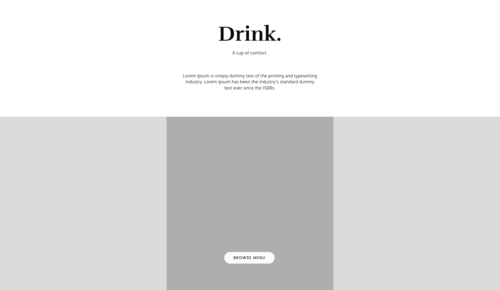 Drink.
A cup of comfort.
Lorem Ipsum is simply dummy text of the printing and typesetting
industry. Lorem Ipsum has been the industry's standard dummy
text ever since the 1500s.
BROWSE MENU